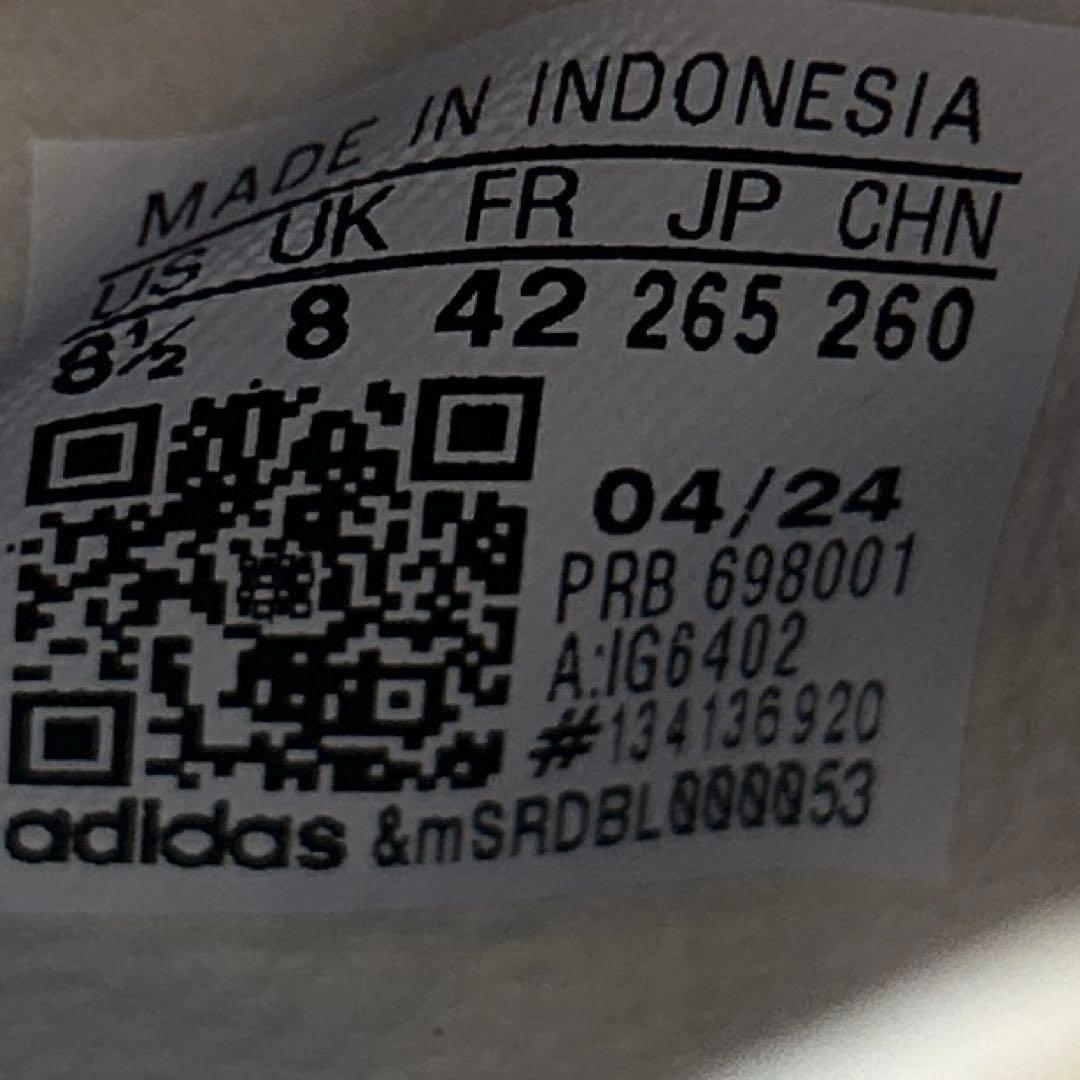 MADE IN INDONESIA
US UK FR JP CHN
8½ 8 42 265 260
04/24
PRB 698001
A:IG6402
#134136920
adidas &mSRDBL000053